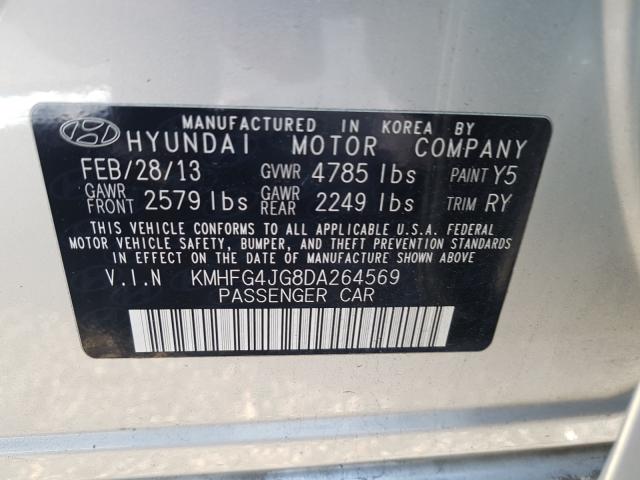 MANUFACTURED IN KOREA BY
HYUNDAI MOTOR COMPANY
FEB/28/13 GVWR 4785 lbs PAINT Y5
GAWR FRONT 2579 lbs GAWR REAR 2249 lbs TRIM RY
THIS VEHICLE CONFORMS TO ALL APPLICABLE U.S.A. FEDERAL
MOTOR VEHICLE SAFETY, BUMPER, AND THEFT PREVENTION STANDARDS
IN EFFECT ON THE DATE OF MANUFACTURE SHOWN ABOVE
V.I.N KMHFG4JG8DA264569
PASSENGER CAR